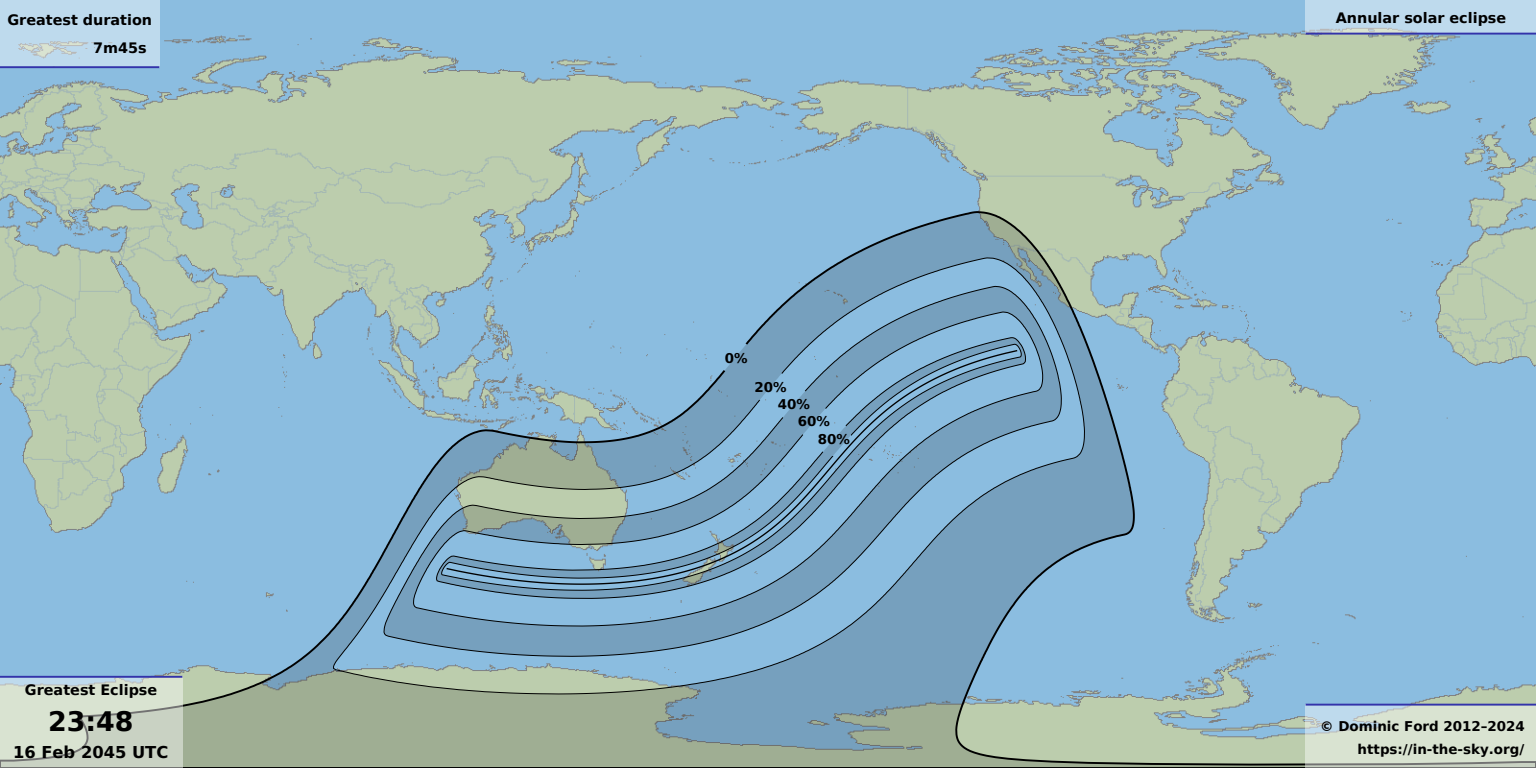 Greatest duration
7m45s
Annular solar eclipse
0%
20%
40%
60%
80%
Greatest Eclipse
23:48
16 Feb 2045 UTC
© Dominic Ford 2012–2024
https://in-the-sky.org/